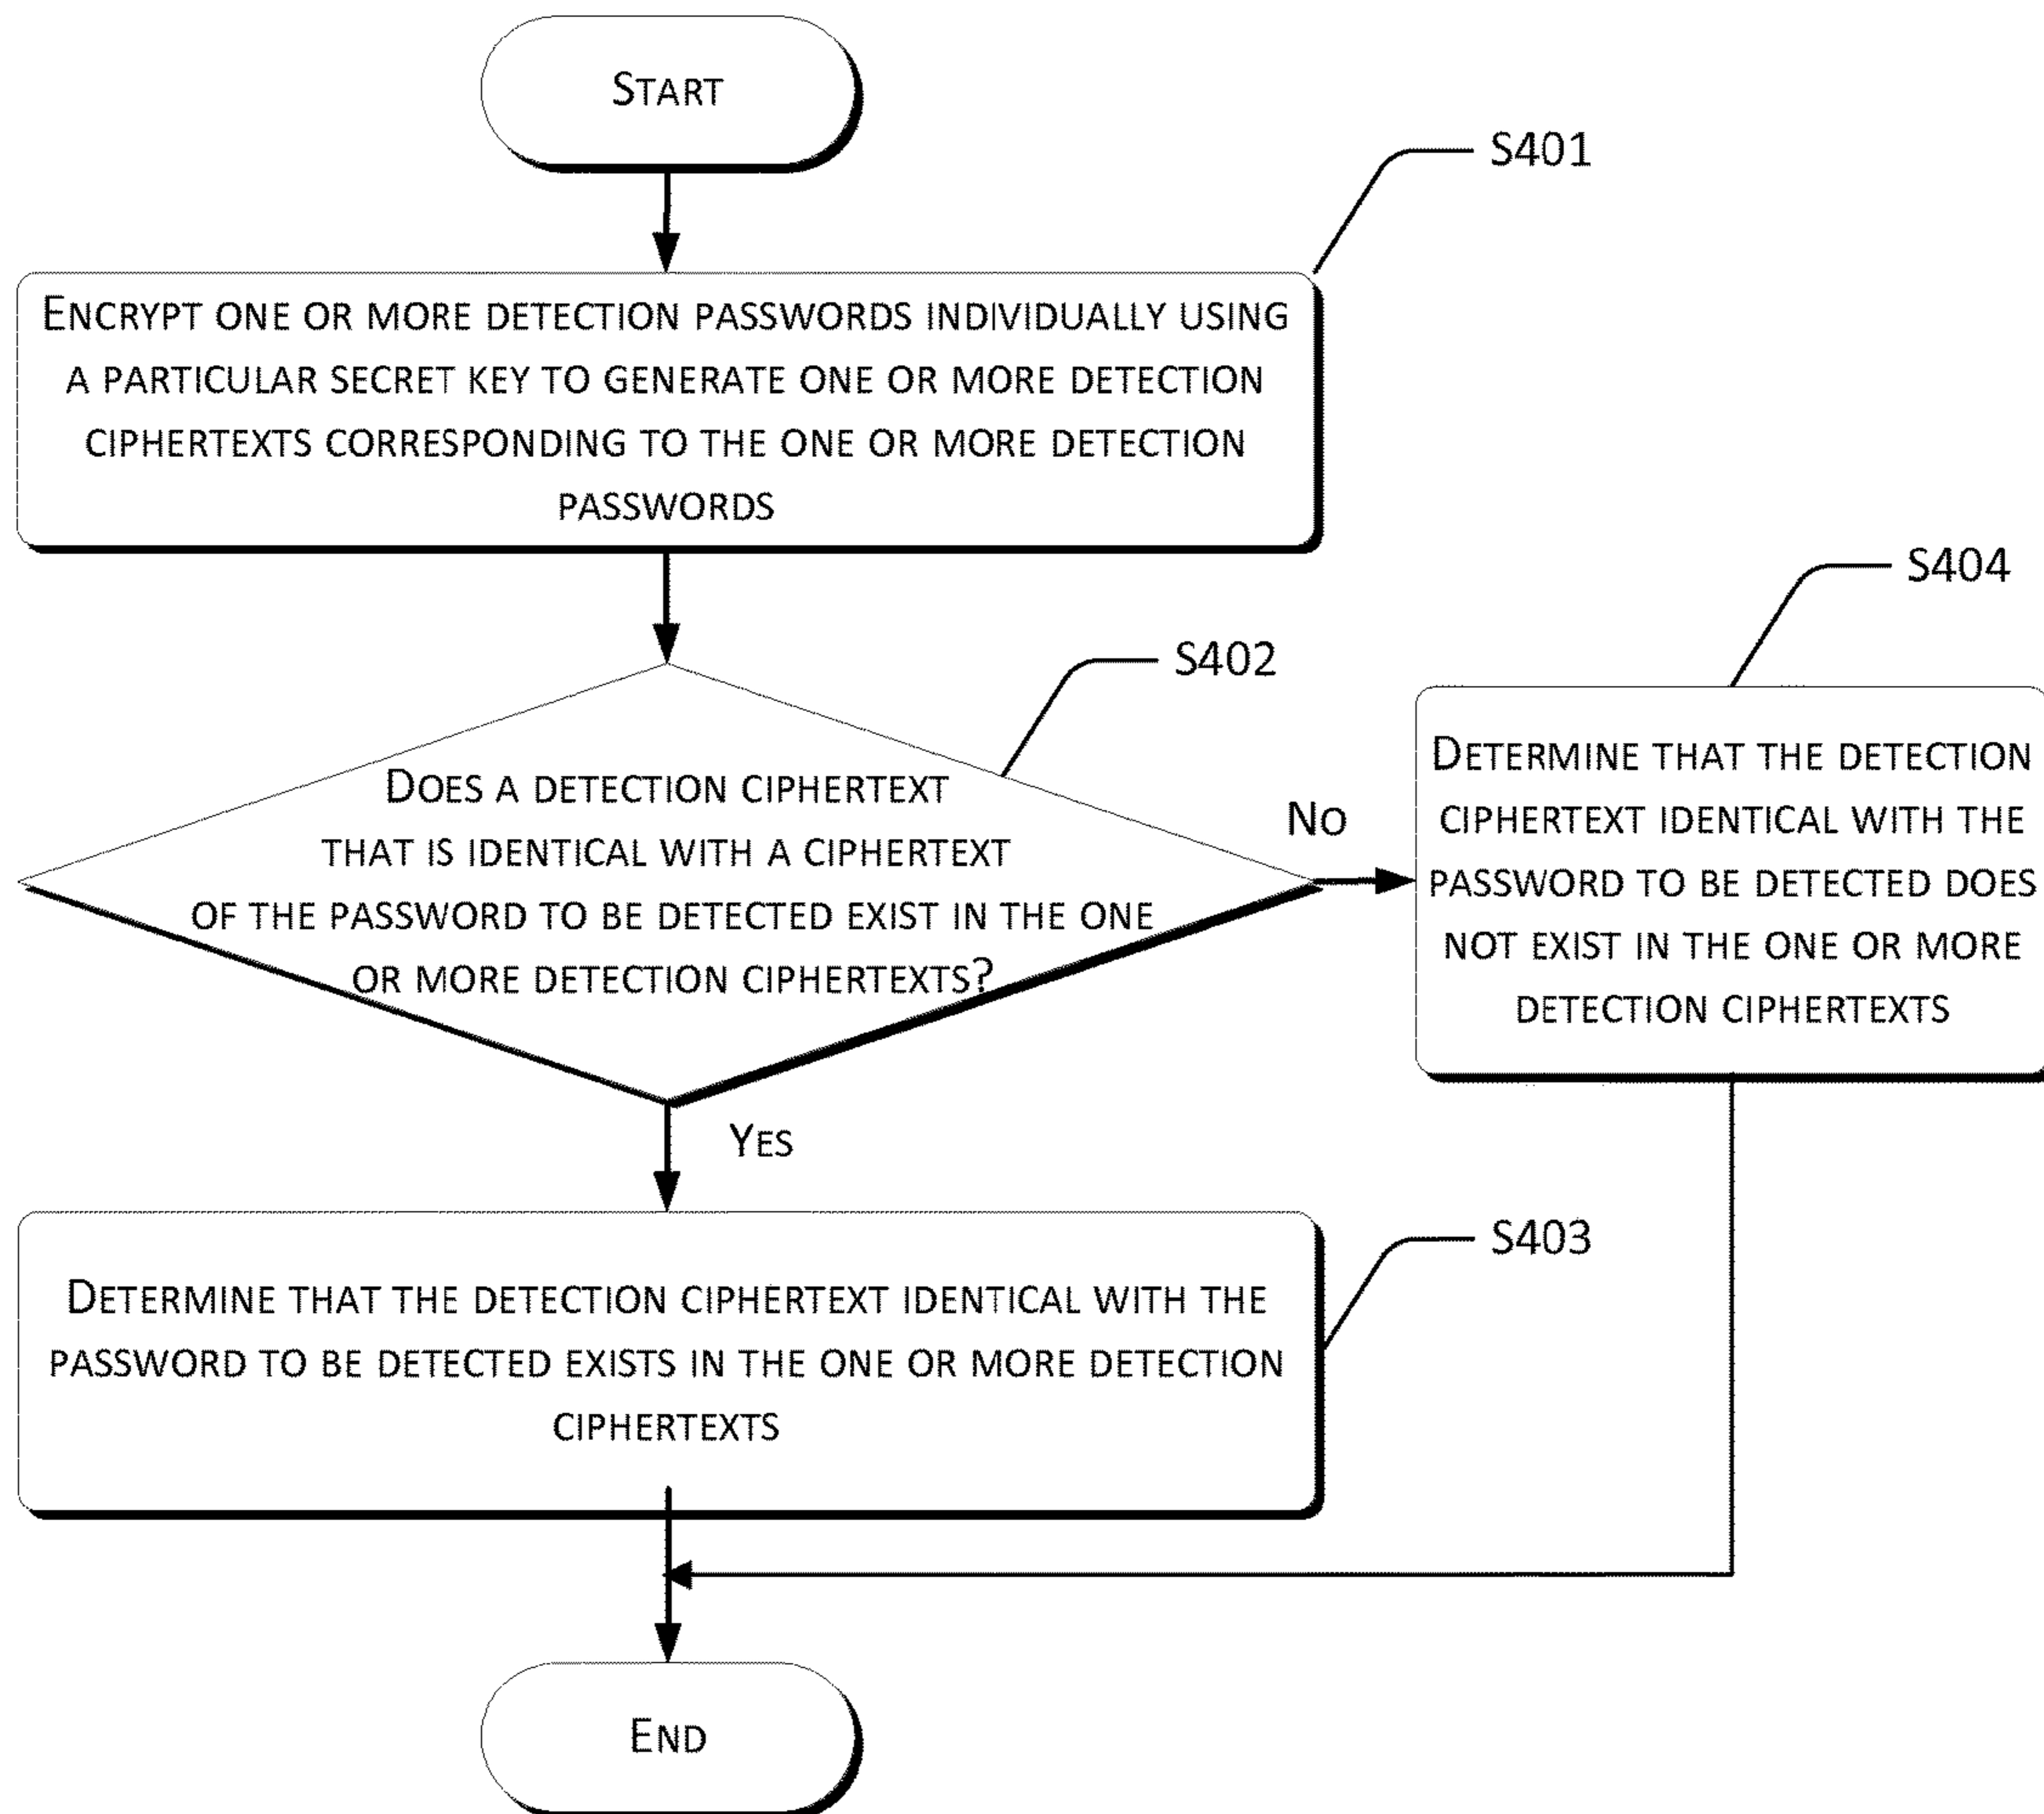 START
S401
ENCRYPT ONE OR MORE DETECTION PASSWORDS INDIVIDUALLY USING
A PARTICULAR SECRET KEY TO GENERATE ONE OR MORE DETECTION
CIPHERTEXTS CORRESPONDING TO THE ONE OR MORE DETECTION
PASSWORDS
S402
DOES A DETECTION CIPHERTEXT
THAT IS IDENTICAL WITH A CIPHERTEXT
OF THE PASSWORD TO BE DETECTED EXIST IN THE ONE
OR MORE DETECTION CIPHERTEXTS?
NO
S404
DETERMINE THAT THE DETECTION
CIPHERTEXT IDENTICAL WITH THE
PASSWORD TO BE DETECTED DOES
NOT EXIST IN THE ONE OR MORE
DETECTION CIPHERTEXTS
YES
S403
DETERMINE THAT THE DETECTION CIPHERTEXT IDENTICAL WITH THE
PASSWORD TO BE DETECTED EXISTS IN THE ONE OR MORE DETECTION
CIPHERTEXTS
END